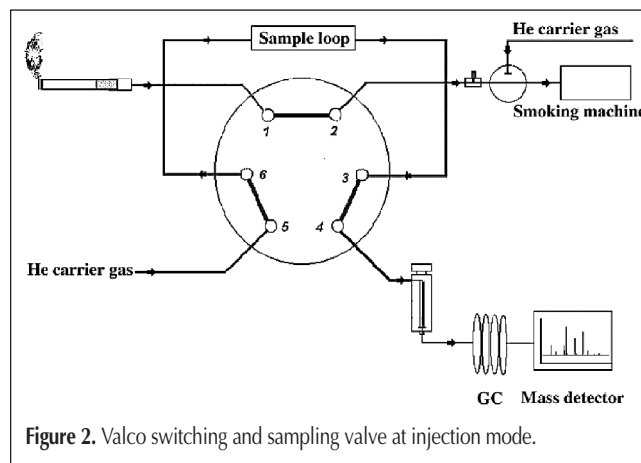 Sample loop
He carrier gas
Smoking machine
1
2
6
3
5
4
He carrier gas
GC
Mass detector
Figure 2. Valco switching and sampling valve at injection mode.